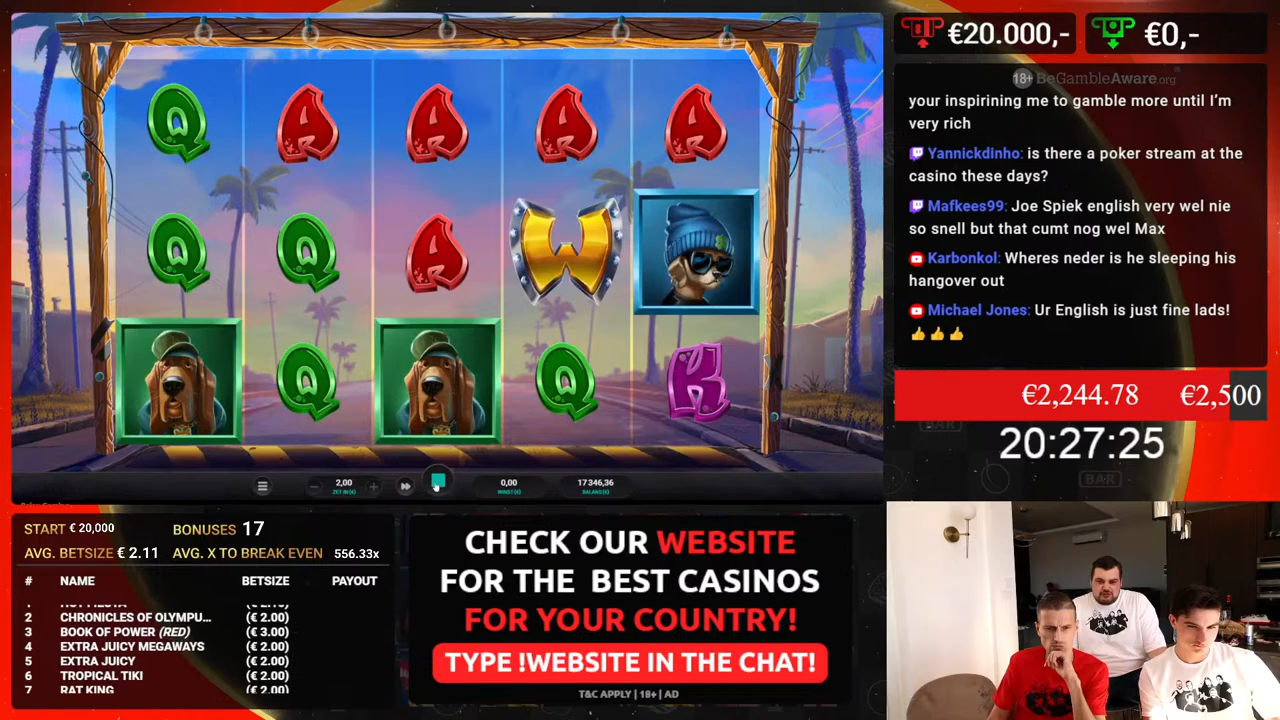 Q A A A A
Q Q A W
Q Q K
2,00
ZET IN(€)
0,00
WINST(€)
17 346,36
BALANS(€)
€20.000,-
€0,-
18+ BeGambleAware.org
your inspirining me to gamble more until I'm
very rich
Yannickdinho: is there a poker stream at the
casino these days?
Mafkees99: Joe Spiek english very wel nie
so snell but that cumt nog wel Max
Karbonkol: Wheres neder is he sleeping his
hangover out
Michael Jones: Ur English is just fine lads!
👍👍👍
€2,244.78 €2,500
20:27:25
BAR
BAR
START € 20,000 BONUSES 17
AVG. BETSIZE € 2.11 AVG. X TO BREAK EVEN 556.33x
# NAME BETSIZE PAYOUT
2 CHRONICLES OF OLYMPU... (€ 2.00)
3 BOOK OF POWER (RED) (€ 3.00)
4 EXTRA JUICY MEGAWAYS (€ 2.00)
5 EXTRA JUICY (€ 2.00)
6 TROPICAL TIKI (€ 2.00)
7 RAT KING (€ 2.00)
CHECK OUR WEBSITE
FOR THE BEST CASINOS
FOR YOUR COUNTRY!
TYPE !WEBSITE IN THE CHAT!
T&C APPLY | 18+ | AD